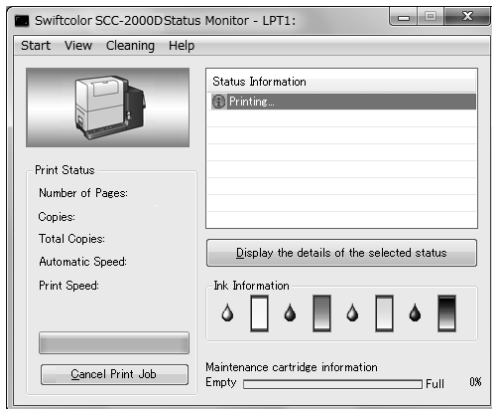 Swiftcolor SCC-2000DStatus Monitor - LPT1:
Start View Cleaning Help
Status Information
Printing...
Print Status
Number of Pages:
Copies:
Total Copies:
Automatic Speed:
Print Speed:
Display the details of the selected status
Ink Information
Cancel Print Job
Maintenance cartridge information
Empty Full 0%